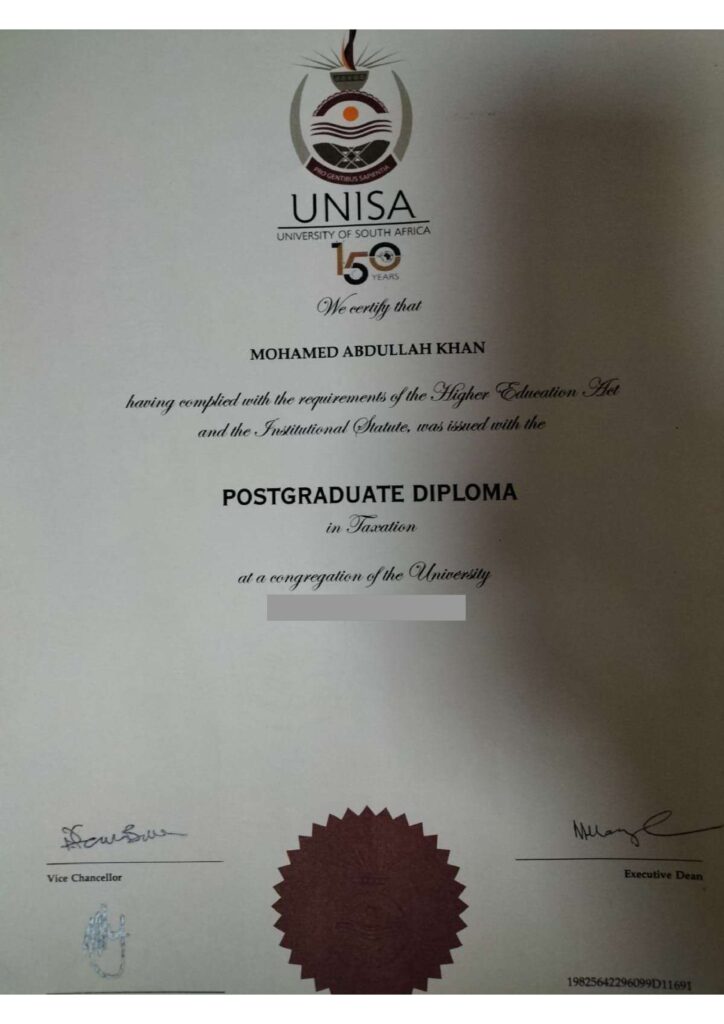 PRO GENTIBUS SAPIENTIA
UNISA
UNIVERSITY OF SOUTH AFRICA
150
YEARS
We certify that
MOHAMED ABDULLAH KHAN
having complied with the requirements of the Higher Education Act
and the Institutional Statute, was issued with the
POSTGRADUATE DIPLOMA
in Taxation
at a congregation of the University
Vice Chancellor
Executive Dean
19825642296099D11691